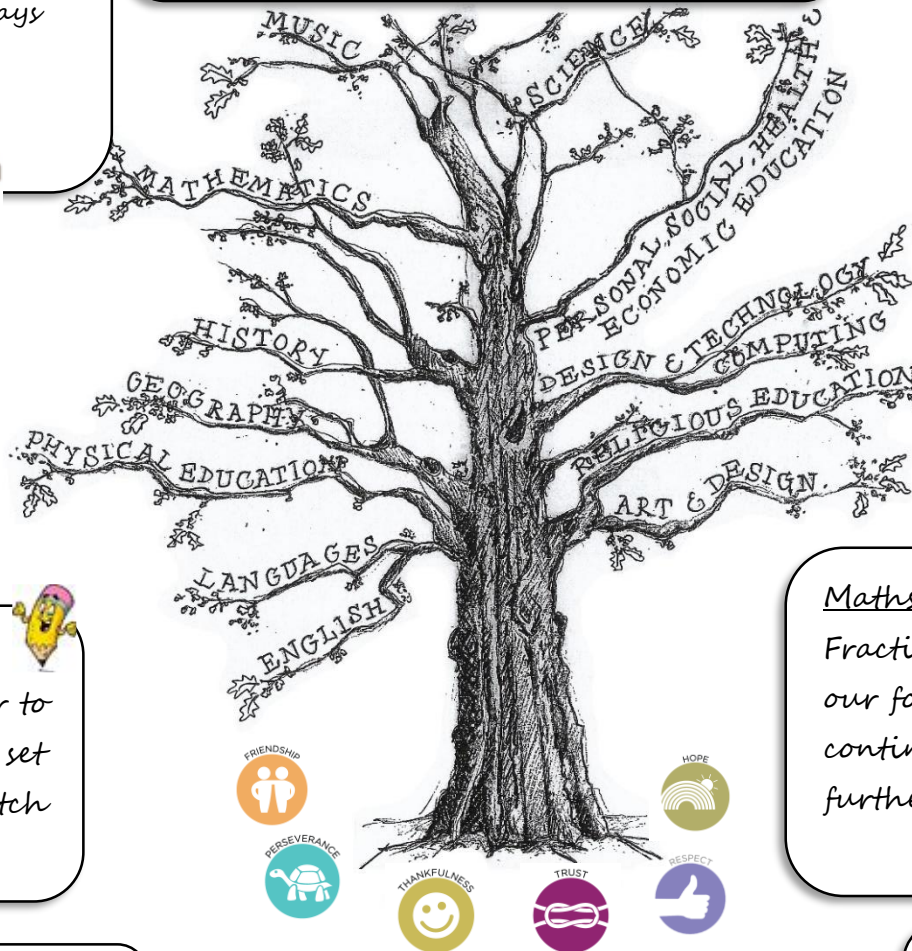 ays
MUSIC
SCIENCE
PERSONAL, SOCIAL, HEALTH &
ECONOMIC EDUCATION
MATHEMATICS
HISTORY
GEOGRAPHY
PHYSICAL EDUCATION
LANGUAGES
ENGLISH
DESIGN & TECHNOLOGY
COMPUTING
RELIGIOUS EDUCATION
ART & DESIGN
r to
set
tch
Maths
Fracti
our fo
contin
furthe
FRIENDSHIP
PERSEVERANCE
THANKFULNESS
TRUST
RESPECT
HOPE